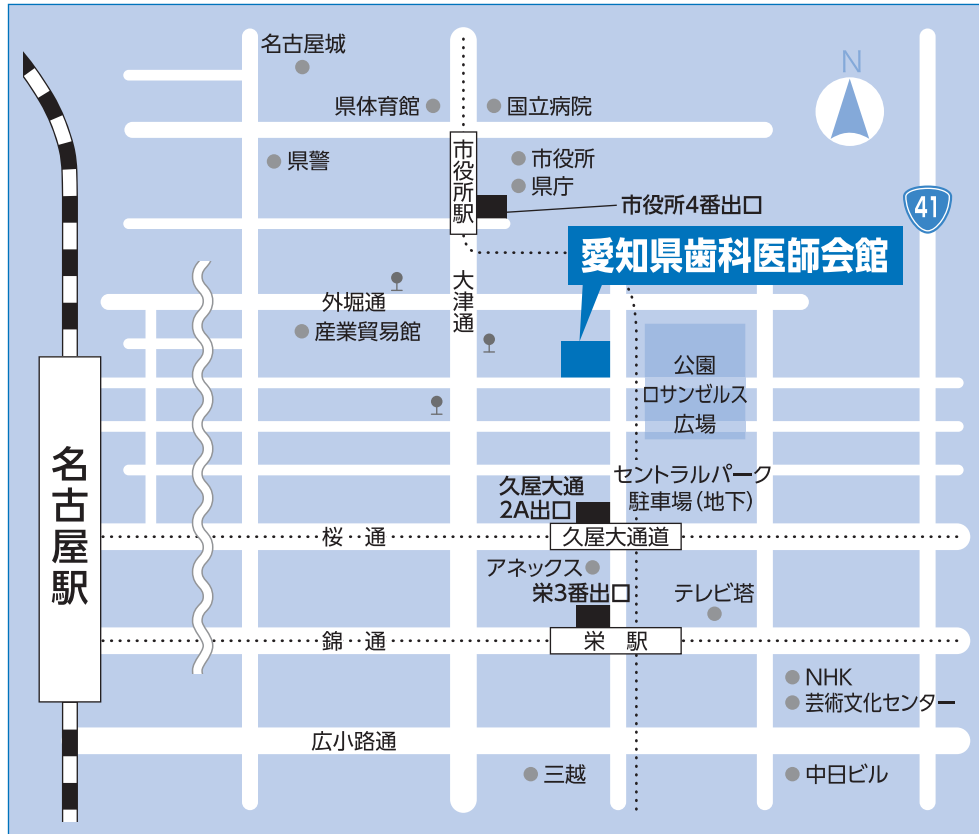 名古屋城
N
県体育館
国立病院
県警
市役所駅
市役所
県庁
市役所4番出口
41
愛知県歯科医師会館
大津通
外堀通
産業貿易館
公園
ロサンゼルス
広場
名古屋駅
セントラルパーク
駐車場(地下)
久屋大通
2A出口
桜通
久屋大通道
アネックス
栄3番出口
テレビ塔
錦通
栄駅
NHK
芸術文化センター
広小路通
三越
中日ビル